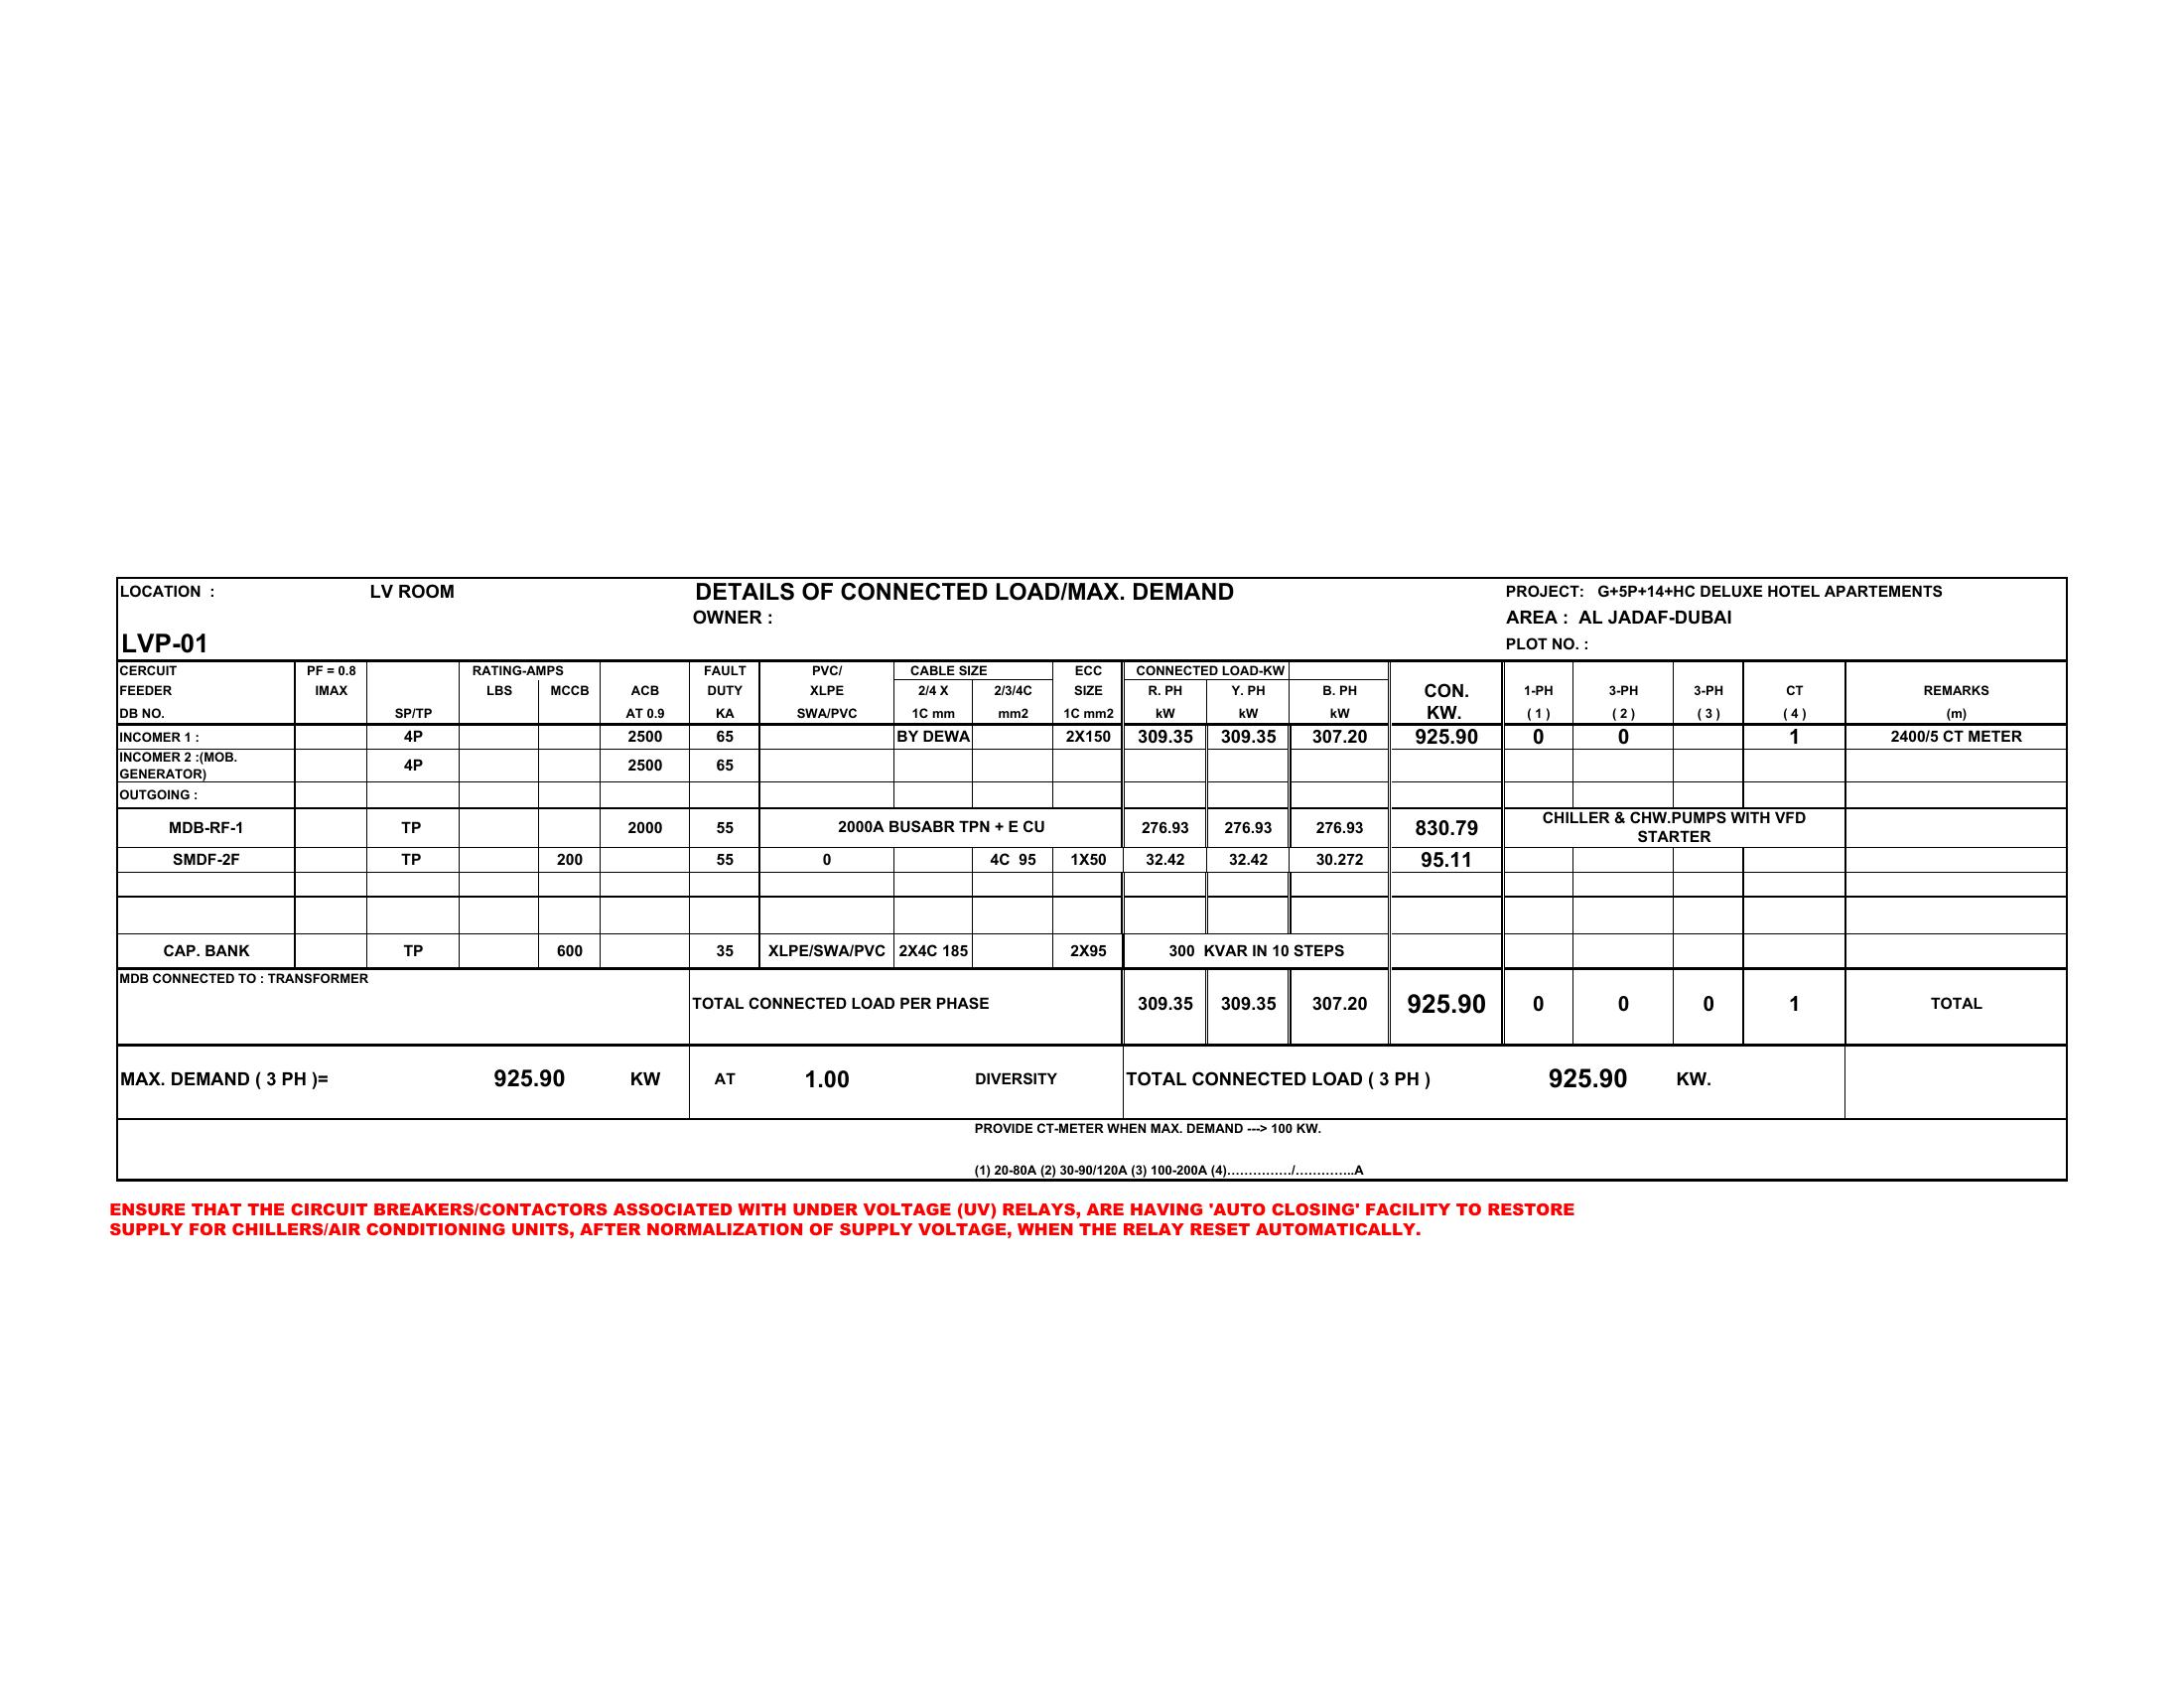 LOCATION : LV ROOM DETAILS OF CONNECTED LOAD/MAX. DEMAND PROJECT: G+5P+14+HC DELUXE HOTEL APARTEMENTS
OWNER : AREA : AL JADAF-DUBAI
LVP-01 PLOT NO. :
CERCUIT PF = 0.8 RATING-AMPS FAULT PVC/ CABLE SIZE ECC CONNECTED LOAD-KW
FEEDER IMAX LBS MCCB ACB DUTY XLPE 2/4 X 2/3/4C SIZE R. PH Y. PH B. PH CON. 1-PH 3-PH 3-PH CT REMARKS
DB NO. SP/TP AT 0.9 KA SWA/PVC 1C mm mm2 1C mm2 kW kW kW KW. ( 1 ) ( 2 ) ( 3 ) ( 4 ) (m)
INCOMER 1 : 4P 2500 65 BY DEWA 2X150 309.35 309.35 307.20 925.90 0 0 1 2400/5 CT METER
INCOMER 2 :(MOB.
GENERATOR) 4P 2500 65
OUTGOING :
MDB-RF-1 TP 2000 55 2000A BUSABR TPN + E CU 276.93 276.93 276.93 830.79 CHILLER & CHW.PUMPS WITH VFD
STARTER
SMDF-2F TP 200 55 0 4C 95 1X50 32.42 32.42 30.272 95.11
CAP. BANK TP 600 35 XLPE/SWA/PVC 2X4C 185 2X95 300 KVAR IN 10 STEPS
MDB CONNECTED TO : TRANSFORMER
TOTAL CONNECTED LOAD PER PHASE 309.35 309.35 307.20 925.90 0 0 0 1 TOTAL
MAX. DEMAND ( 3 PH )= 925.90 KW AT 1.00 DIVERSITY TOTAL CONNECTED LOAD ( 3 PH ) 925.90 KW.
PROVIDE CT-METER WHEN MAX. DEMAND ---> 100 KW.
(1) 20-80A (2) 30-90/120A (3) 100-200A (4)……………/…………..A
ENSURE THAT THE CIRCUIT BREAKERS/CONTACTORS ASSOCIATED WITH UNDER VOLTAGE (UV) RELAYS, ARE HAVING 'AUTO CLOSING' FACILITY TO RESTORE
SUPPLY FOR CHILLERS/AIR CONDITIONING UNITS, AFTER NORMALIZATION OF SUPPLY VOLTAGE, WHEN THE RELAY RESET AUTOMATICALLY.